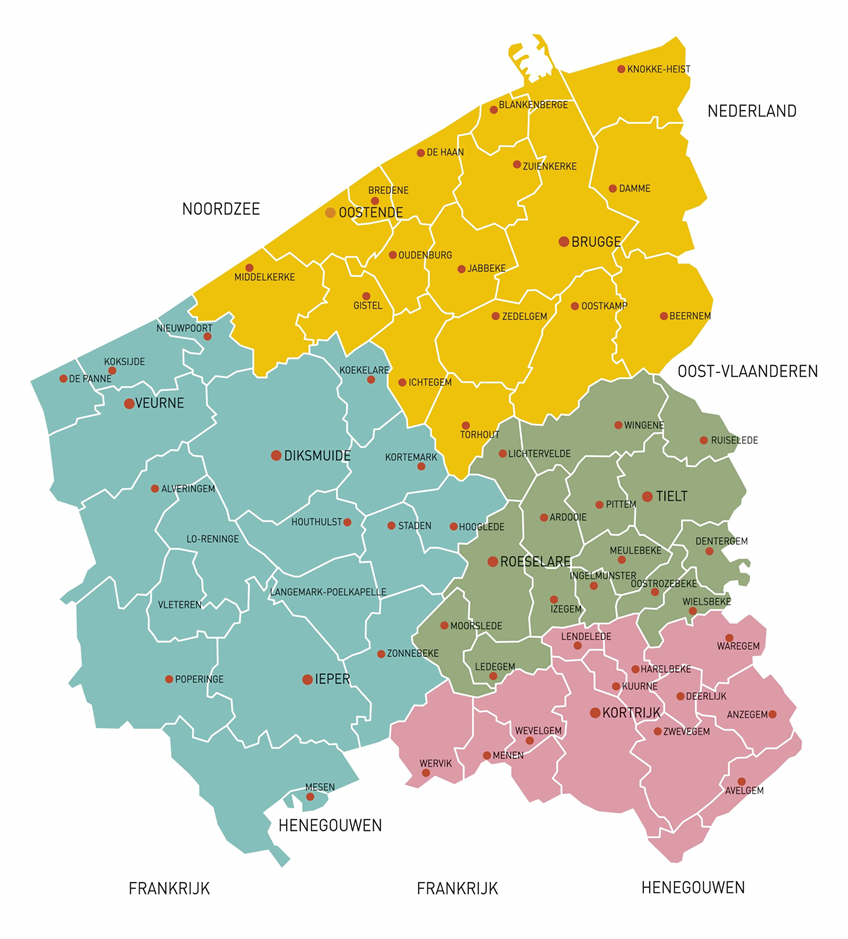 KNOKKE-HEIST
BLANKENBERGE
NEDERLAND
DE HAAN
ZUIENKERKE
BREDENE
DAMME
NOORDZEE
OOSTENDE
BRUGGE
OUDENBURG
JABBEKE
MIDDELKERKE
GISTEL
OOSTKAMP
ZEDELGEM
BEERNEM
NIEUWPOORT
KOKSIJDE
DE PANNE
KOEKELARE
OOST-VLAANDEREN
ICHTEGEM
VEURNE
WINGENE
TORHOUT
RUISELEDE
DIKSMUIDE
KORTEMARK
LICHTERVELDE
ALVERINGEM
TIELT
PITTEM
ARDOOIE
HOUTHULST
STADEN
HOOGLEDE
LO-RENINGE
DENTERGEM
MEULEBEKE
ROESELARE
INGELMUNSTER
OOSTROZEBEKE
LANGEMARK-POELKAPELLE
VLETEREN
IZEGEM
WIELSBEKE
MOORSLEDE
LENDELEDE
WAREGEM
ZONNEBEKE
LEDEGEM
HARELBEKE
POPERINGE
IEPER
KUURNE
DEERLIJK
KORTRIJK
ANZEGEM
WEVELGEM
ZWEVEGEM
MENEN
WERVIK
MESEN
AVELGEM
HENEGOUWEN
FRANKRIJK
FRANKRIJK
HENEGOUWEN